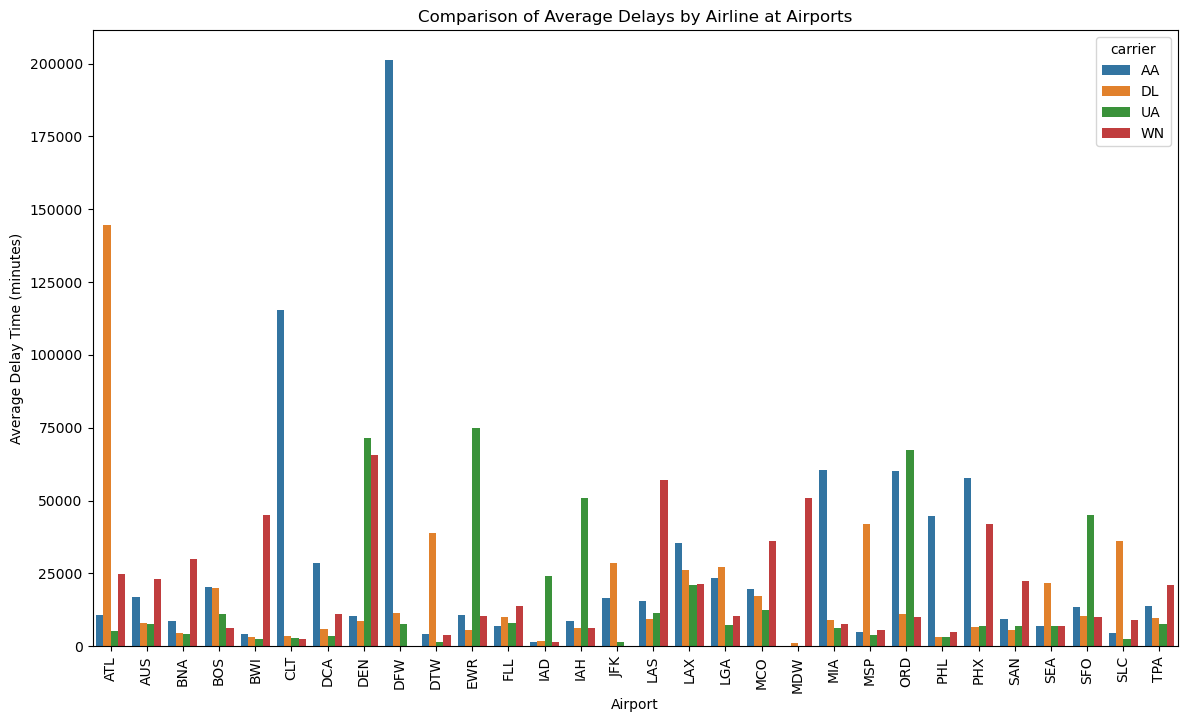 Comparison of Average Delays by Airline at Airports
carrier
AA
DL
UA
WN
Average Delay Time (minutes)
200000
175000
150000
125000
100000
75000
50000
25000
0
ATL
AUS
BNA
BOS
BWI
CLT
DCA
DEN
DFW
DTW
EWR
FLL
IAD
IAH
JFK
LAS
LAX
LGA
MCO
MDW
MIA
MSP
ORD
PHL
PHX
SAN
SEA
SFO
SLC
TPA
Airport